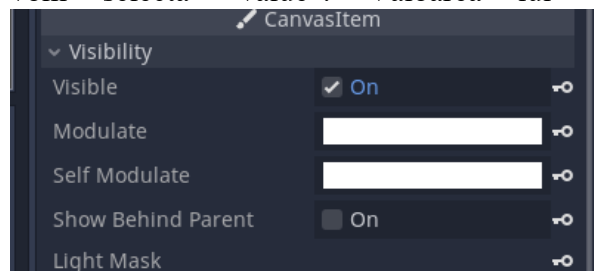 CanvasItem
Visibility
Visible On
Modulate
Self Modulate
Show Behind Parent On
Light Mask